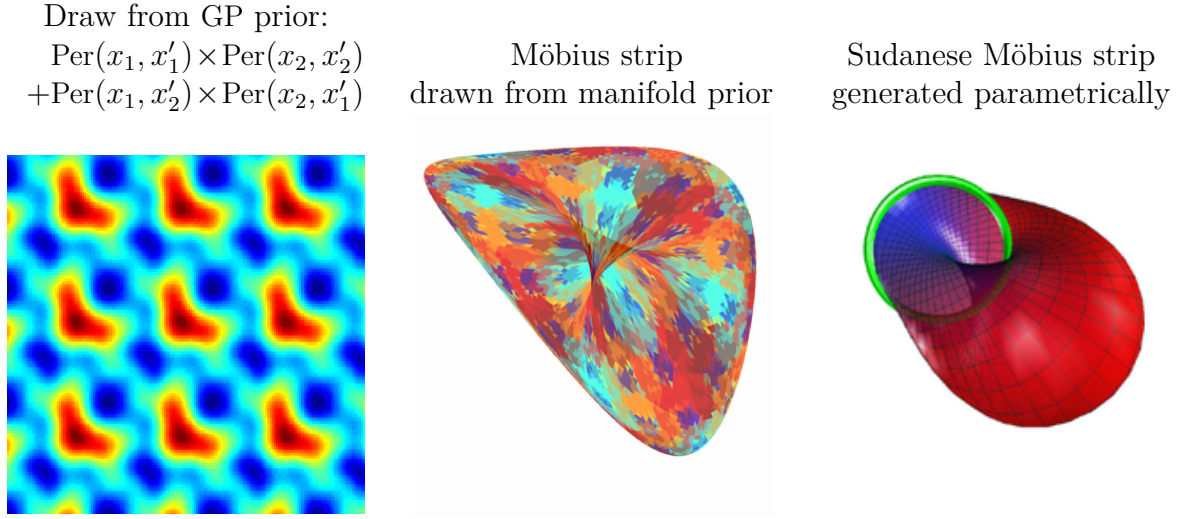 Draw from GP prior:
Per(x₁, x′₁) × Per(x₂, x′₂)
+Per(x₁, x′₂) × Per(x₂, x′₁)
Möbius strip
drawn from manifold prior
Sudanese Möbius strip
generated parametrically